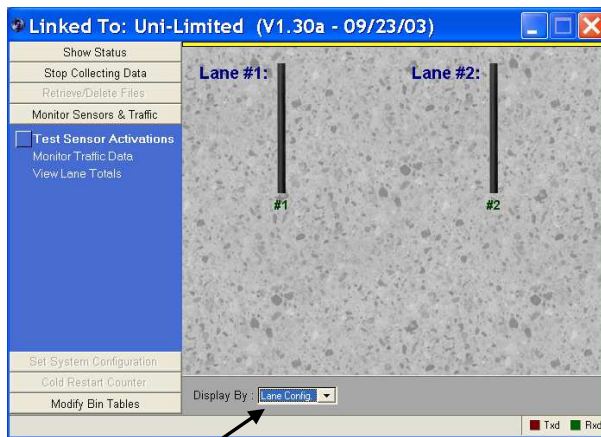 Linked To: Uni-Limited (V1.30a - 09/23/03)
Show Status
Stop Collecting Data
Retrieve/Delete Files
Monitor Sensors & Traffic
Test Sensor Activations
Monitor Traffic Data
View Lane Totals
Set System Configuration
Cold Restart Counter
Modify Bin Tables
Lane #1:
Lane #2:
#1
#2
Display By : Lane Config.
Txd
Rxd